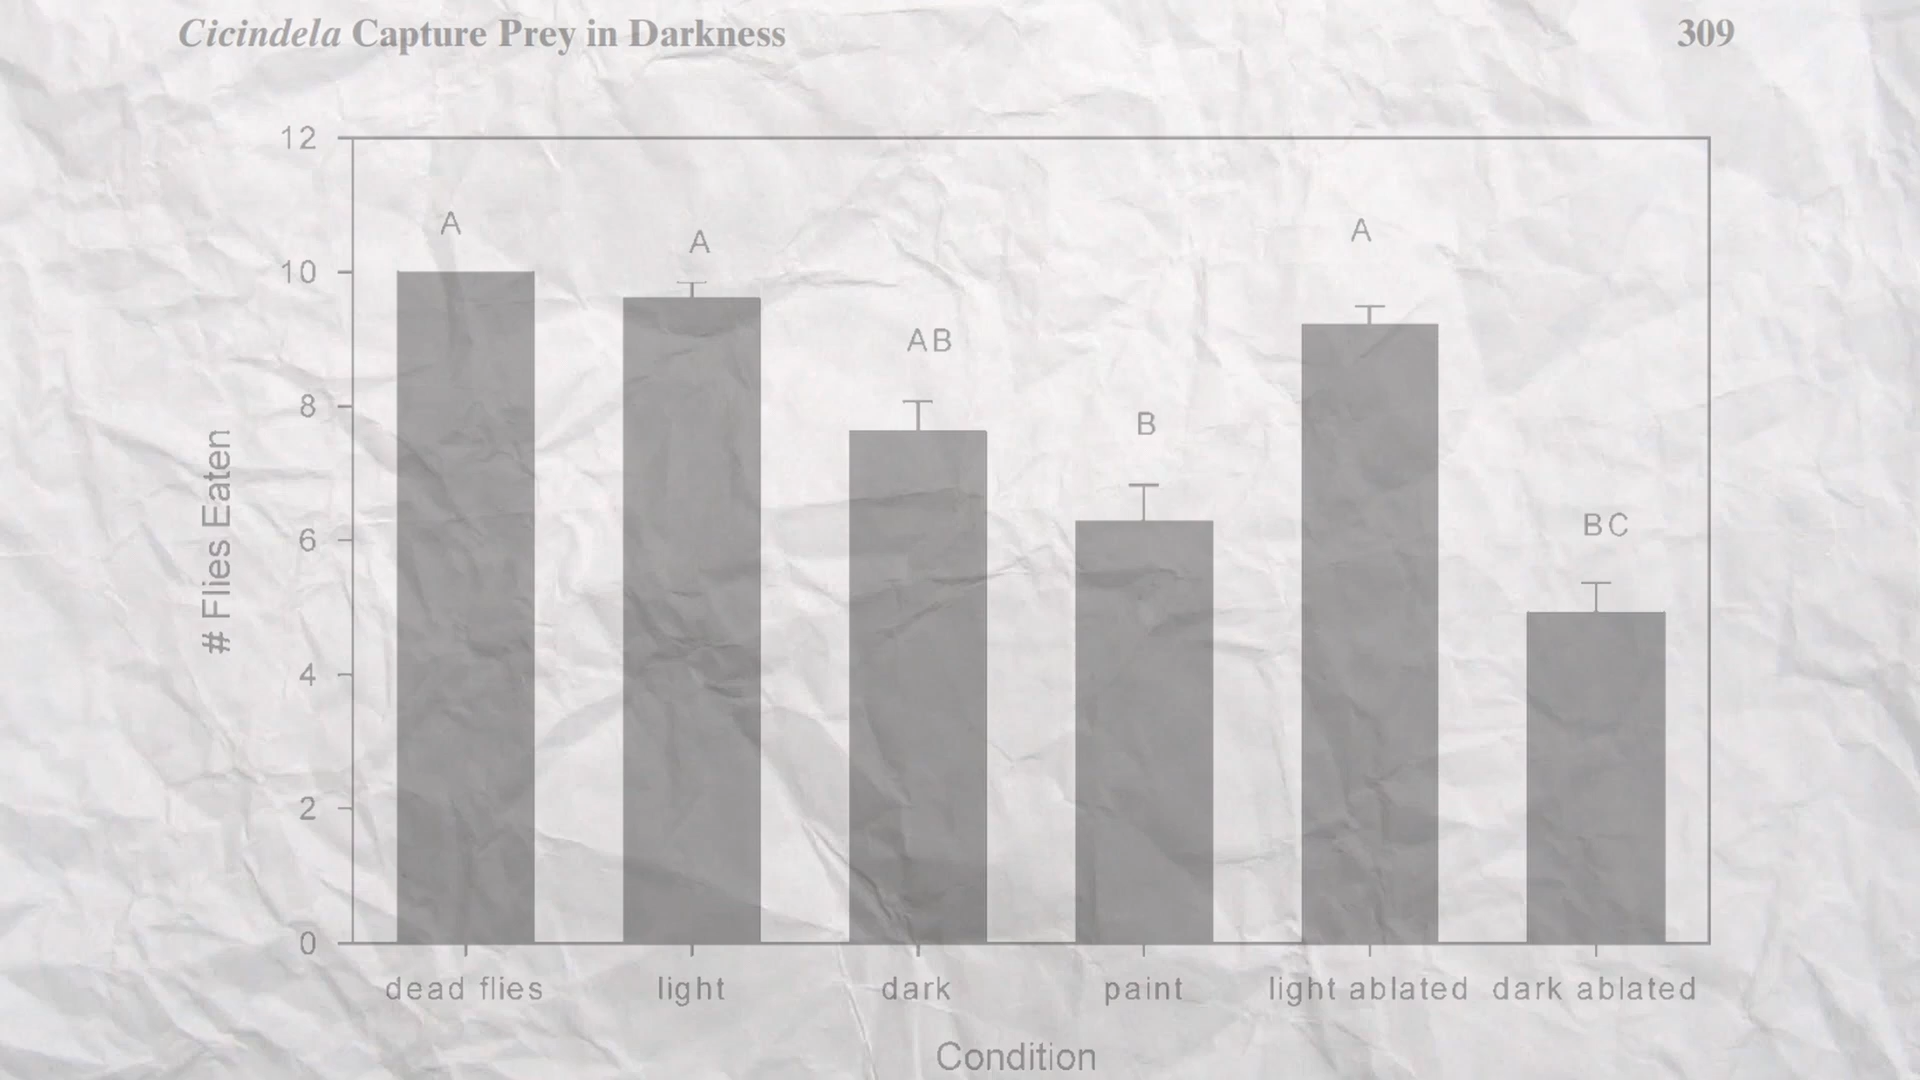 Cicindela Capture Prey in Darkness 309
12
A
A
A
10
AB
8
B
6
BC
4
2
0
# Flies Eaten
dead flies light dark paint light ablated dark ablated
Condition